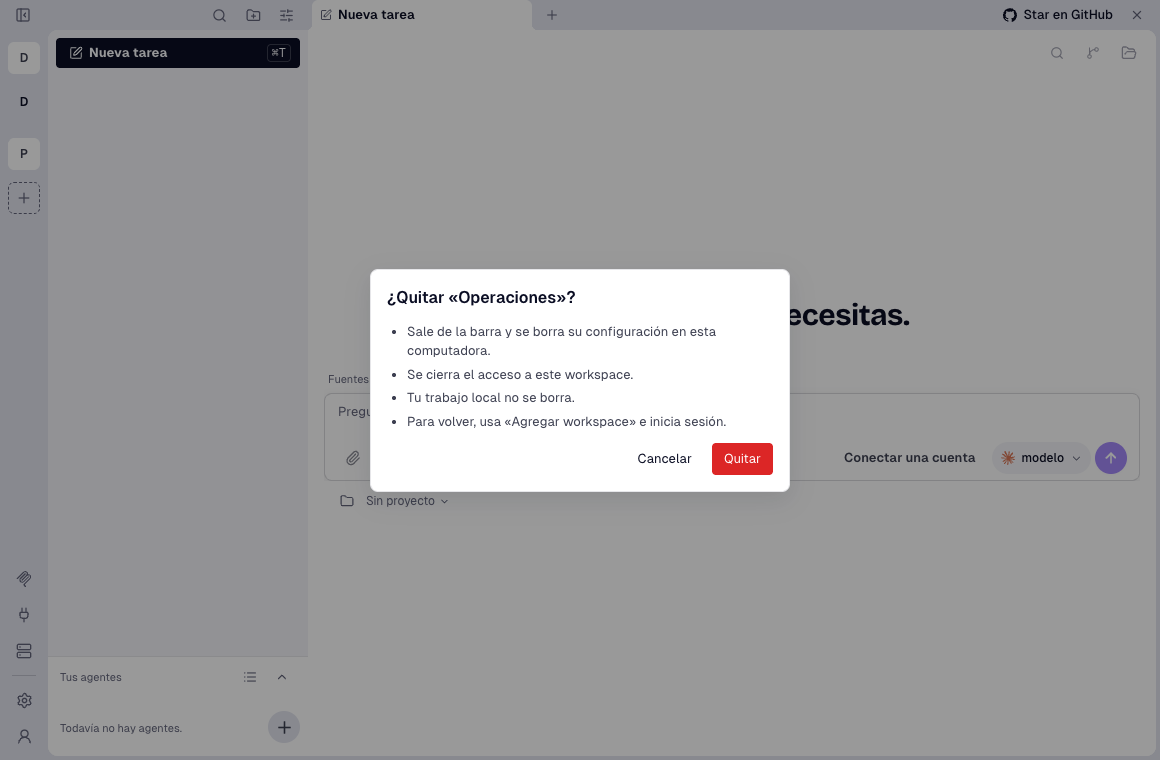 Nueva tarea
Star en GitHub
D
Nueva tarea
⌘T
D
P
ecesitas.
¿Quitar «Operaciones»?
Sale de la barra y se borra su configuración en esta
computadora.
Se cierra el acceso a este workspace.
Tu trabajo local no se borra.
Para volver, usa «Agregar workspace» e inicia sesión.
Cancelar
Quitar
Fuentes
Pregu
Conectar una cuenta
modelo
Sin proyecto
Tus agentes
Todavía no hay agentes.